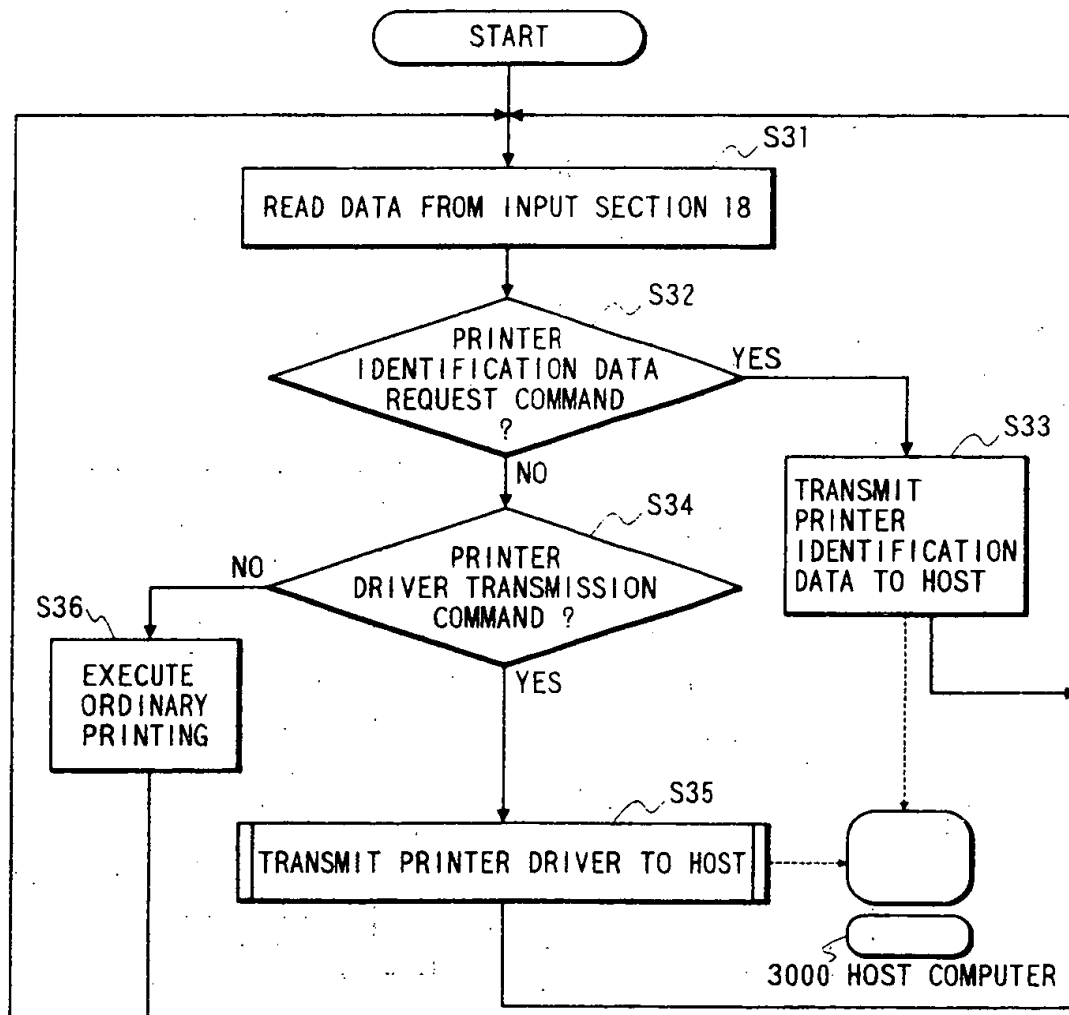 START
S31
READ DATA FROM INPUT SECTION 18
S32
PRINTER
IDENTIFICATION DATA
REQUEST COMMAND
?
YES
NO
S33
TRANSMIT
PRINTER
IDENTIFICATION
DATA TO HOST
S34
PRINTER
DRIVER TRANSMISSION
COMMAND ?
NO
YES
S36
EXECUTE
ORDINARY
PRINTING
S35
TRANSMIT PRINTER DRIVER TO HOST
3000 HOST COMPUTER